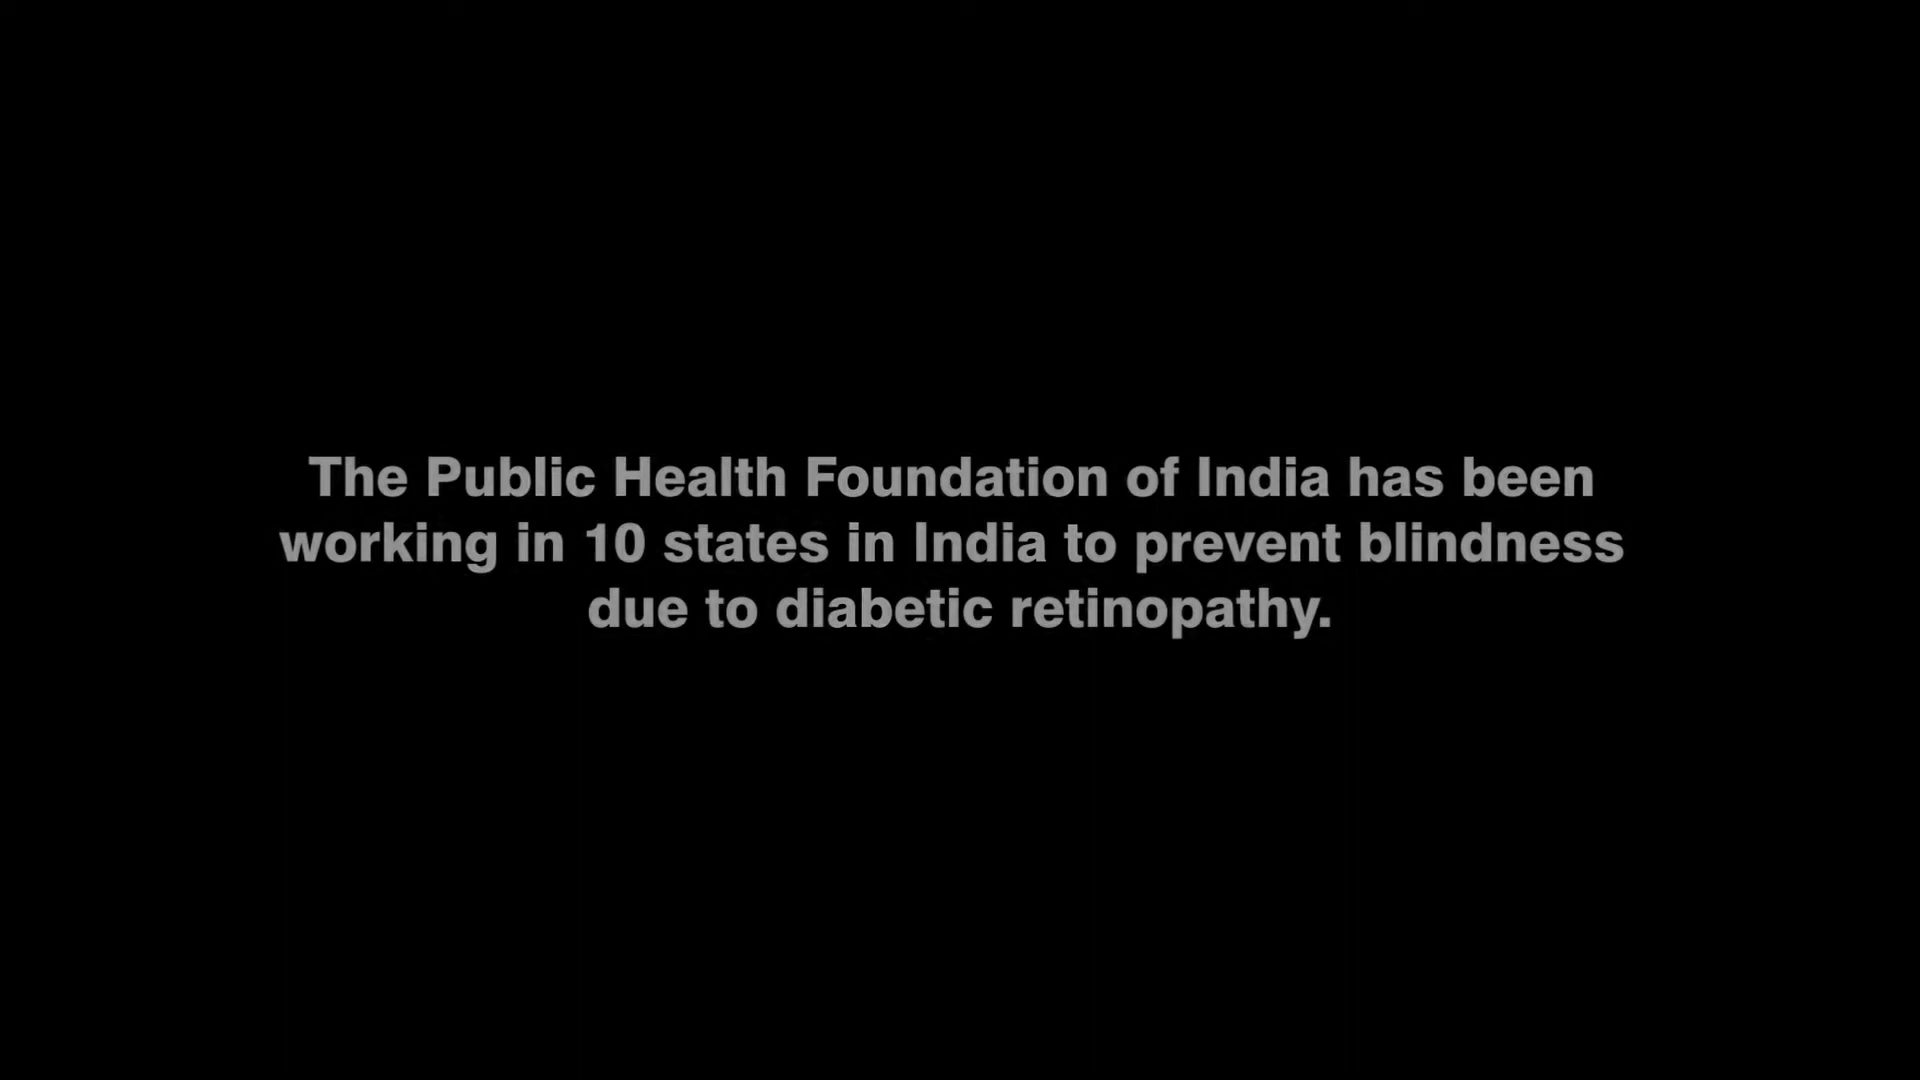 The Public Health Foundation of India has been
working in 10 states in India to prevent blindness
due to diabetic retinopathy.